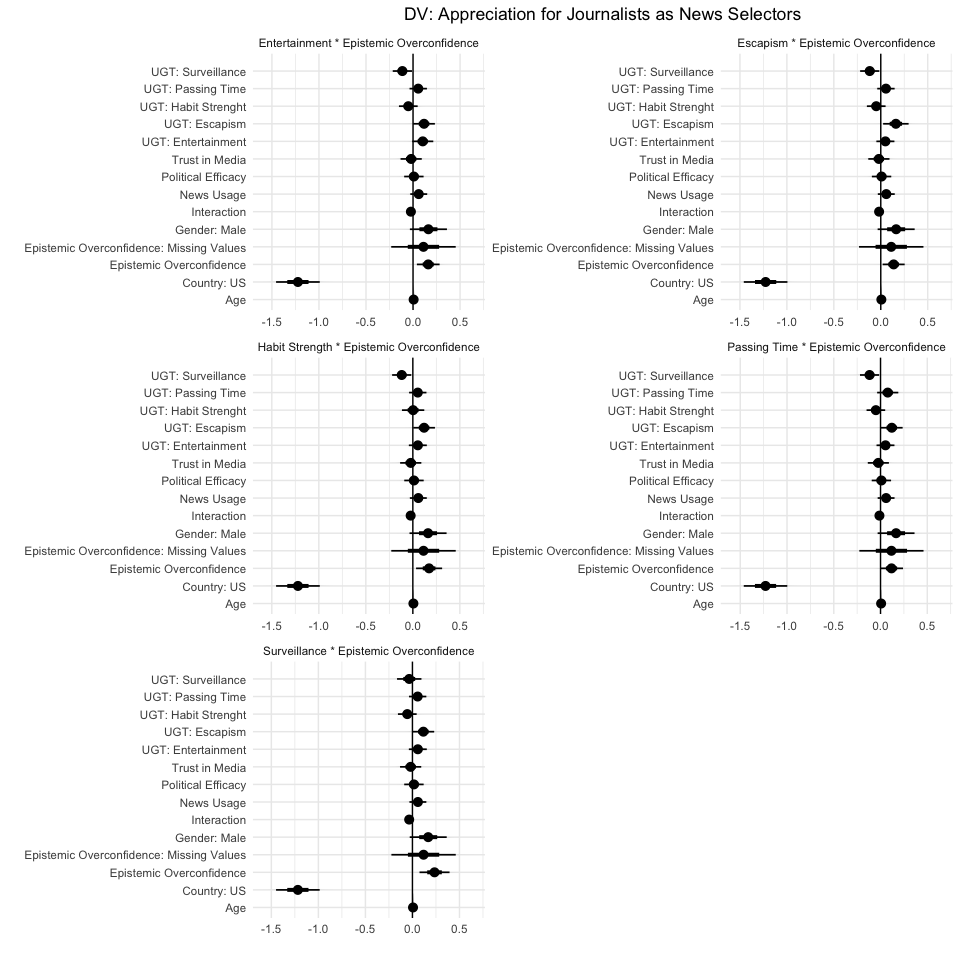 DV: Appreciation for Journalists as News Selectors
Entertainment * Epistemic Overconfidence
UGT: Surveillance
UGT: Passing Time
UGT: Habit Strenght
UGT: Escapism
UGT: Entertainment
Trust in Media
Political Efficacy
News Usage
Interaction
Gender: Male
Epistemic Overconfidence: Missing Values
Epistemic Overconfidence
Country: US
Age
-1.5 -1.0 -0.5 0.0 0.5
Escapism * Epistemic Overconfidence
UGT: Surveillance
UGT: Passing Time
UGT: Habit Strenght
UGT: Escapism
UGT: Entertainment
Trust in Media
Political Efficacy
News Usage
Interaction
Gender: Male
Epistemic Overconfidence: Missing Values
Epistemic Overconfidence
Country: US
Age
-1.5 -1.0 -0.5 0.0 0.5
Habit Strength * Epistemic Overconfidence
UGT: Surveillance
UGT: Passing Time
UGT: Habit Strenght
UGT: Escapism
UGT: Entertainment
Trust in Media
Political Efficacy
News Usage
Interaction
Gender: Male
Epistemic Overconfidence: Missing Values
Epistemic Overconfidence
Country: US
Age
-1.5 -1.0 -0.5 0.0 0.5
Passing Time * Epistemic Overconfidence
UGT: Surveillance
UGT: Passing Time
UGT: Habit Strenght
UGT: Escapism
UGT: Entertainment
Trust in Media
Political Efficacy
News Usage
Interaction
Gender: Male
Epistemic Overconfidence: Missing Values
Epistemic Overconfidence
Country: US
Age
-1.5 -1.0 -0.5 0.0 0.5
Surveillance * Epistemic Overconfidence
UGT: Surveillance
UGT: Passing Time
UGT: Habit Strenght
UGT: Escapism
UGT: Entertainment
Trust in Media
Political Efficacy
News Usage
Interaction
Gender: Male
Epistemic Overconfidence: Missing Values
Epistemic Overconfidence
Country: US
Age
-1.5 -1.0 -0.5 0.0 0.5